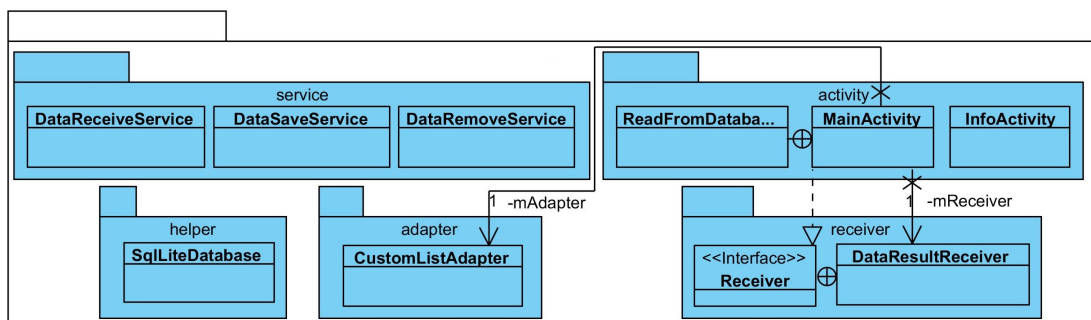 service
DataReceiveService
DataSaveService
DataRemoveService
activity
ReadFromDataba...
MainActivity
InfoActivity
1
-mAdapter
1
-mReceiver
helper
SqlLiteDatabase
adapter
CustomListAdapter
receiver
<<Interface>>
Receiver
DataResultReceiver